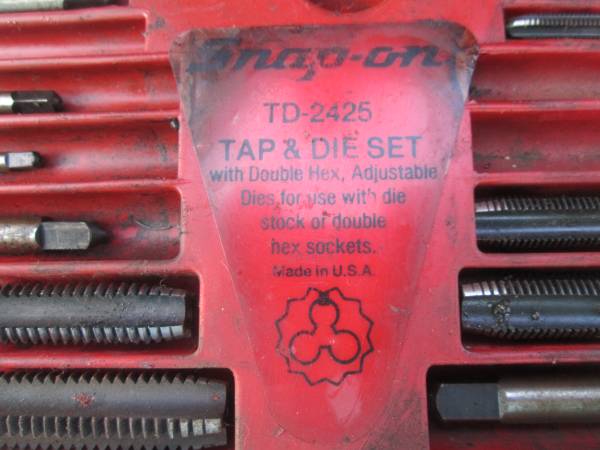 Snap-on
TD-2425
TAP & DIE SET
with Double Hex, Adjustable
Dies for use with die
stock or double
hex sockets.
Made in U.S.A.